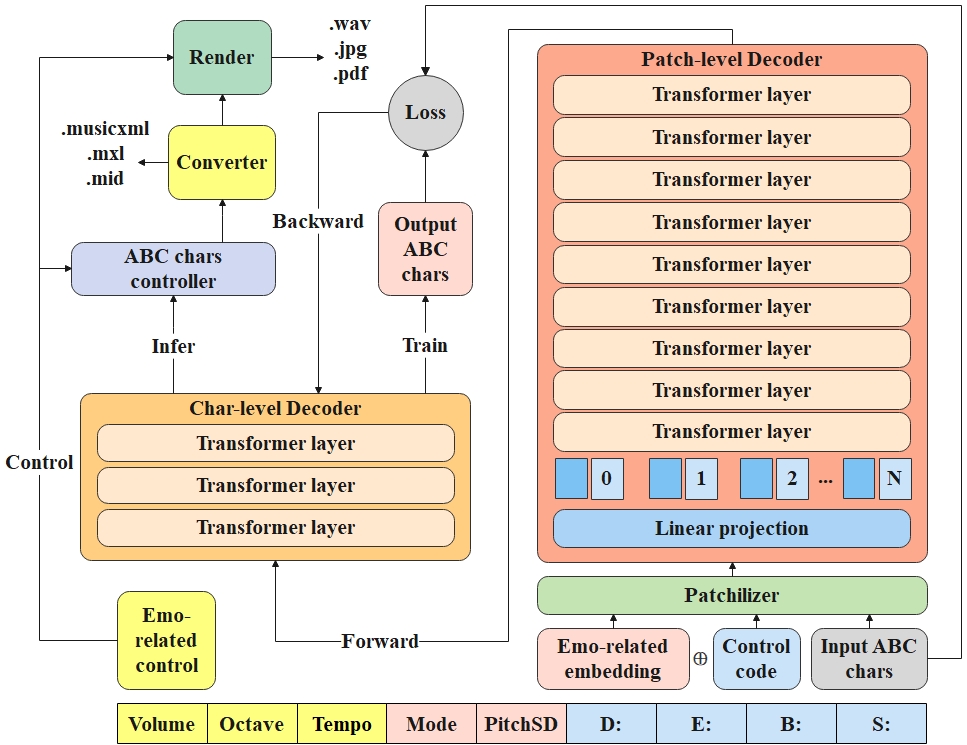 Render
.wav
.jpg
.pdf
Loss
.musicxml
.mxl
.mid
Converter
Backward
Output
ABC
chars
ABC chars
controller
Infer
Train
Char-level Decoder
Transformer layer
Transformer layer
Transformer layer
Control
Emo-
related
control
Forward
Patch-level Decoder
Transformer layer
Transformer layer
Transformer layer
Transformer layer
Transformer layer
Transformer layer
Transformer layer
Transformer layer
Transformer layer
0 1 2 ... N
Linear projection
Patchilizer
Emo-related
embedding
⊕
Control
code
Input ABC
chars
Volume Octave Tempo Mode PitchSD D: E: B: S: